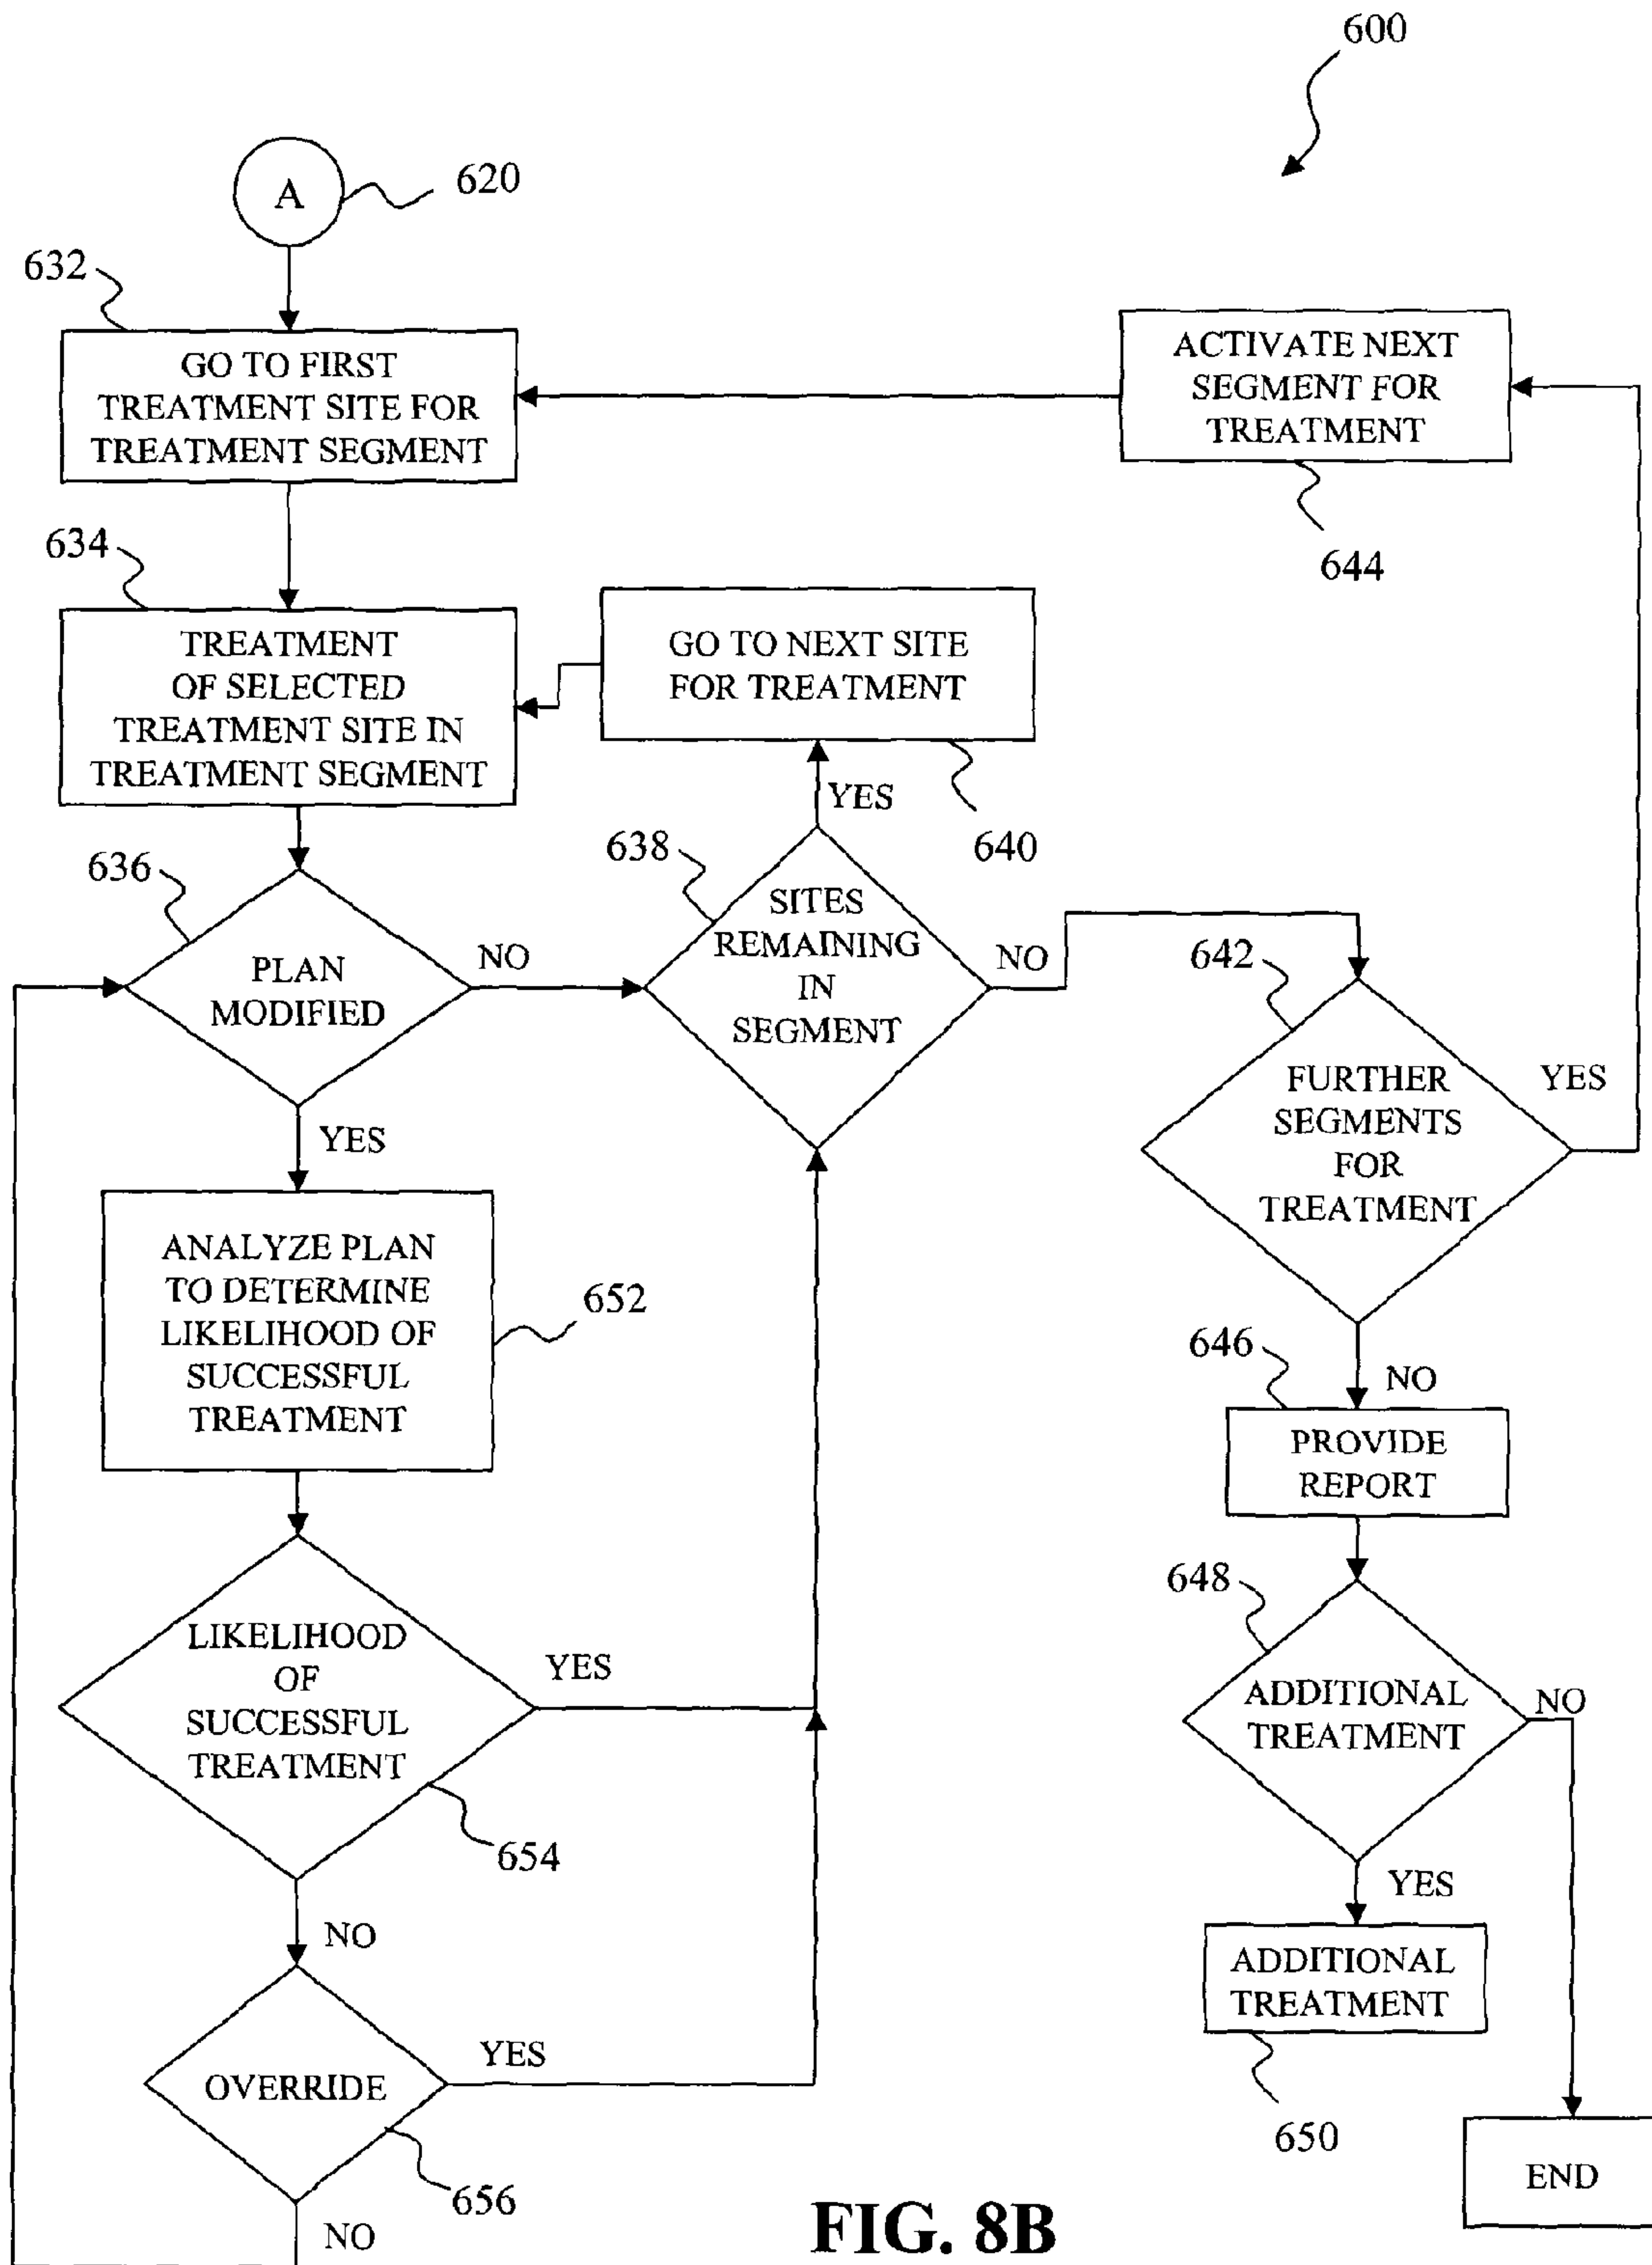 600
A
620
632
GO TO FIRST
TREATMENT SITE FOR
TREATMENT SEGMENT
ACTIVATE NEXT
SEGMENT FOR
TREATMENT
644
634
TREATMENT
OF SELECTED
TREATMENT SITE IN
TREATMENT SEGMENT
GO TO NEXT SITE
FOR TREATMENT
640
YES
636
PLAN
MODIFIED
NO
638
SITES
REMAINING
IN
SEGMENT
NO
642
FURTHER
SEGMENTS
FOR
TREATMENT
YES
YES
ANALYZE PLAN
TO DETERMINE
LIKELIHOOD OF
SUCCESSFUL
TREATMENT
652
646
NO
PROVIDE
REPORT
LIKELIHOOD
OF
SUCCESSFUL
TREATMENT
YES
654
648
ADDITIONAL
TREATMENT
NO
YES
ADDITIONAL
TREATMENT
650
NO
OVERRIDE
YES
656
NO
END
FIG. 8B